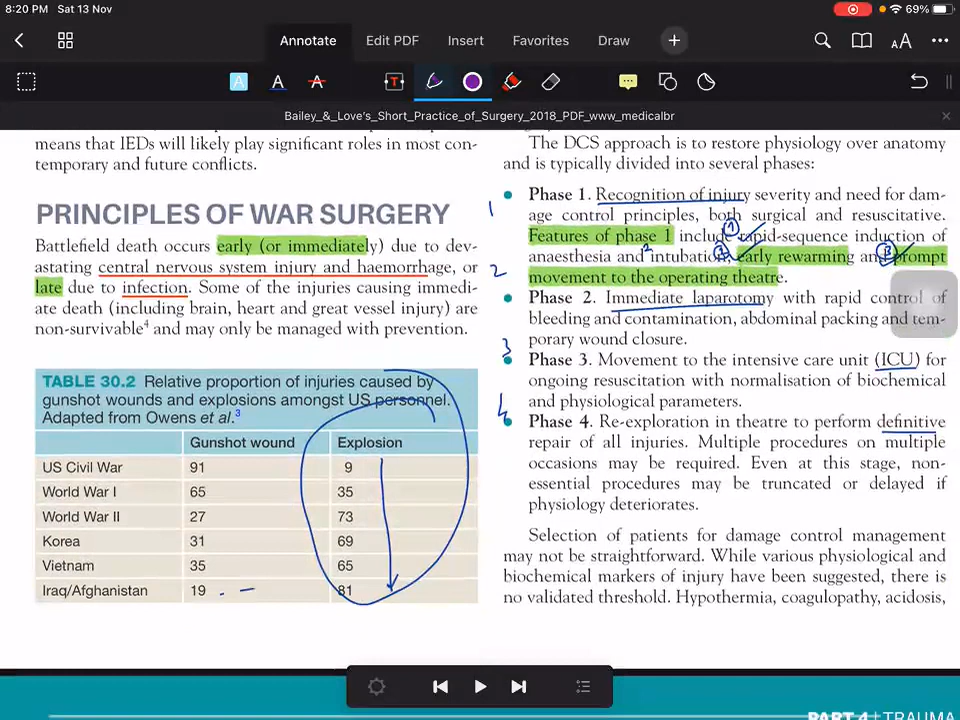 8:20 PM Sat 13 Nov
69%
Annotate Edit PDF Insert Favorites Draw
Bailey_&_Love's_Short_Practice_of_Surgery_2018_PDF_www_medicalbr
means that IEDs will likely play significant roles in most con-
temporary and future conflicts.
PRINCIPLES OF WAR SURGERY
Battlefield death occurs early (or immediately) due to dev-
astating central nervous system injury and haemorrhage, or
late due to infection. Some of the injuries causing immedi-
ate death (including brain, heart and great vessel injury) are
non-survivable4 and may only be managed with prevention.
TABLE 30.2 Relative proportion of injuries caused by
gunshot wounds and explosions amongst US personnel.
Adapted from Owens et al.3
Gunshot wound Explosion
US Civil War 91 9
World War I 65 35
World War II 27 73
Korea 31 69
Vietnam 35 65
Iraq/Afghanistan 19 81
The DCS approach is to restore physiology over anatomy
and is typically divided into several phases:
1
• Phase 1. Recognition of injury severity and need for dam-
age control principles, both surgical and resuscitative.
Features of phase 1 include rapid-sequence induction of
anaesthesia and intubation, early rewarming and prompt
movement to the operating theatre.
2
• Phase 2. Immediate laparotomy with rapid control of
bleeding and contamination, abdominal packing and tem-
porary wound closure.
3
• Phase 3. Movement to the intensive care unit (ICU) for
ongoing resuscitation with normalisation of biochemical
and physiological parameters.
4
• Phase 4. Re-exploration in theatre to perform definitive
repair of all injuries. Multiple procedures on multiple
occasions may be required. Even at this stage, non-
essential procedures may be truncated or delayed if
physiology deteriorates.
Selection of patients for damage control management
may not be straightforward. While various physiological and
biochemical markers of injury have been suggested, there is
no validated threshold. Hypothermia, coagulopathy, acidosis,
PART 4 | TRAUMA